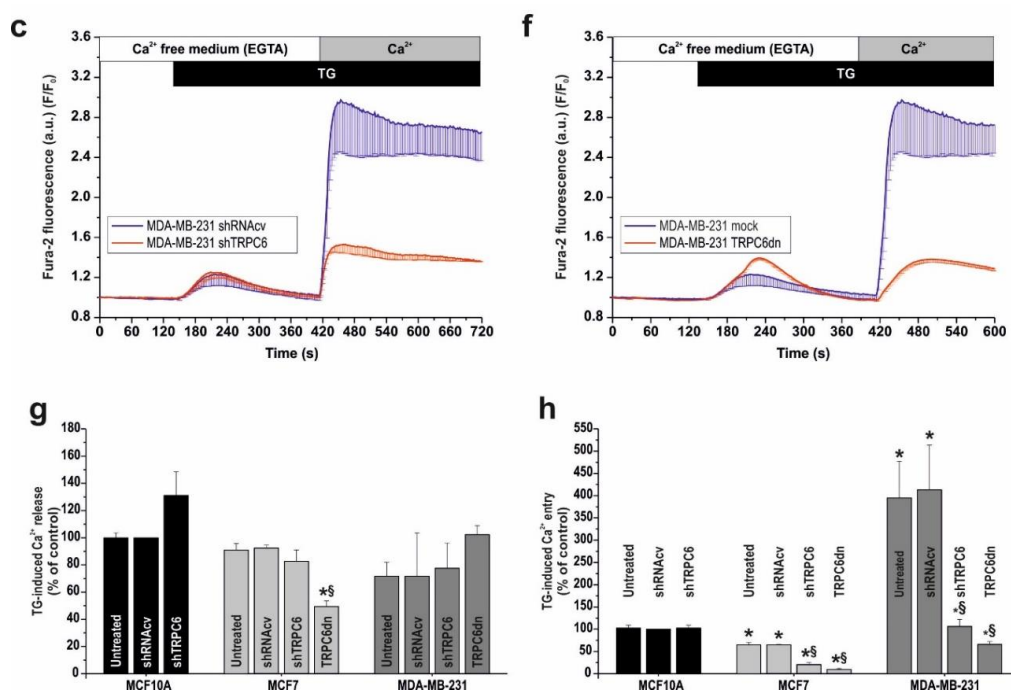 c
Ca²⁺ free medium (EGTA)
Ca²⁺
TG
Fura-2 fluorescence (a.u.) (F/F₀)
3.6
3.2
2.8
2.4
2.0
1.6
1.2
0.8
MDA-MB-231 shRNAcv
MDA-MB-231 shTRPC6
0 60 120 180 240 300 360 420 480 540 600 660 720
Time (s)
f
Ca²⁺ free medium (EGTA)
Ca²⁺
TG
Fura-2 fluorescence (a.u.) (F/F₀)
3.6
3.2
2.8
2.4
2.0
1.6
1.2
0.8
MDA-MB-231 mock
MDA-MB-231 TRPC6dn
0 60 120 180 240 300 360 420 480 540 600
Time (s)
g
TG-induced Ca²⁺ release
(% of control)
180
160
140
120
100
80
60
40
20
0
Untreated
shRNAcv
shTRPC6
Untreated
shRNAcv
shTRPC6
*§
TRPC6dn
Untreated
shRNAcv
shTRPC6
TRPC6dn
MCF10A MCF7 MDA-MB-231
h
TG-induced Ca²⁺ entry
(% of control)
550
500
450
400
350
300
250
200
150
100
50
0
Untreated
shRNAcv
shTRPC6
Untreated
*
shRNAcv
*
shTRPC6
*§
TRPC6dn
*§
*
Untreated
*
shRNAcv
shTRPC6
*§
TRPC6dn
*§
MCF10A MCF7 MDA-MB-231